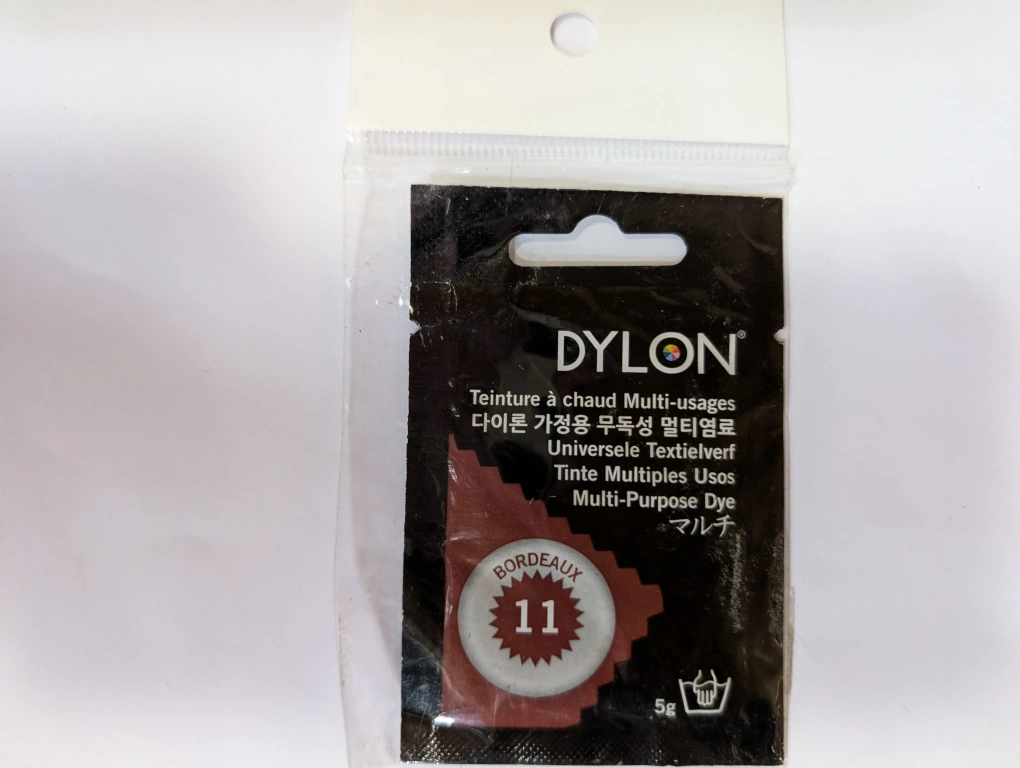 DYLON®
Teinture à chaud Multi-usages
다이론 가정용 무독성 멀티염료
Universele Textielverf
Tinte Multiples Usos
Multi-Purpose Dye
マルチ
BORDEAUX
11
5g